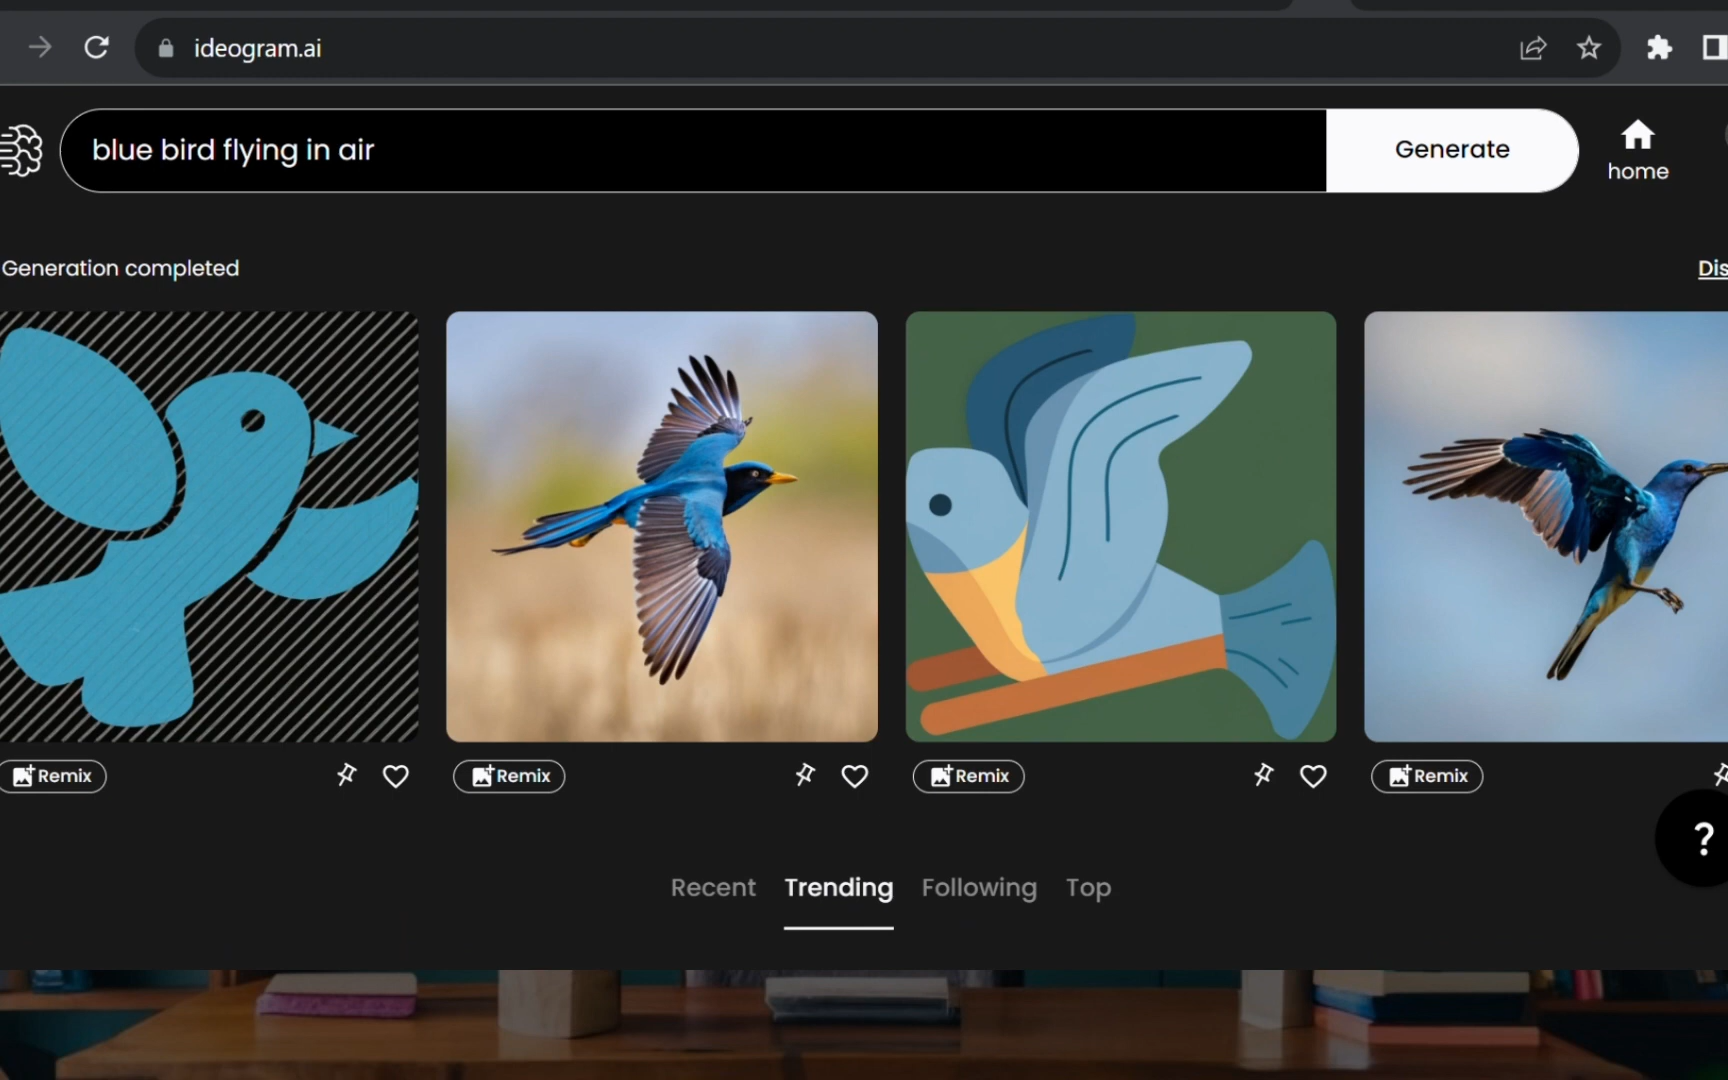 ideogram.ai
blue bird flying in air
Generate
home
Generation completed
Dis
Remix
Remix
Remix
Remix
?
Recent Trending Following Top